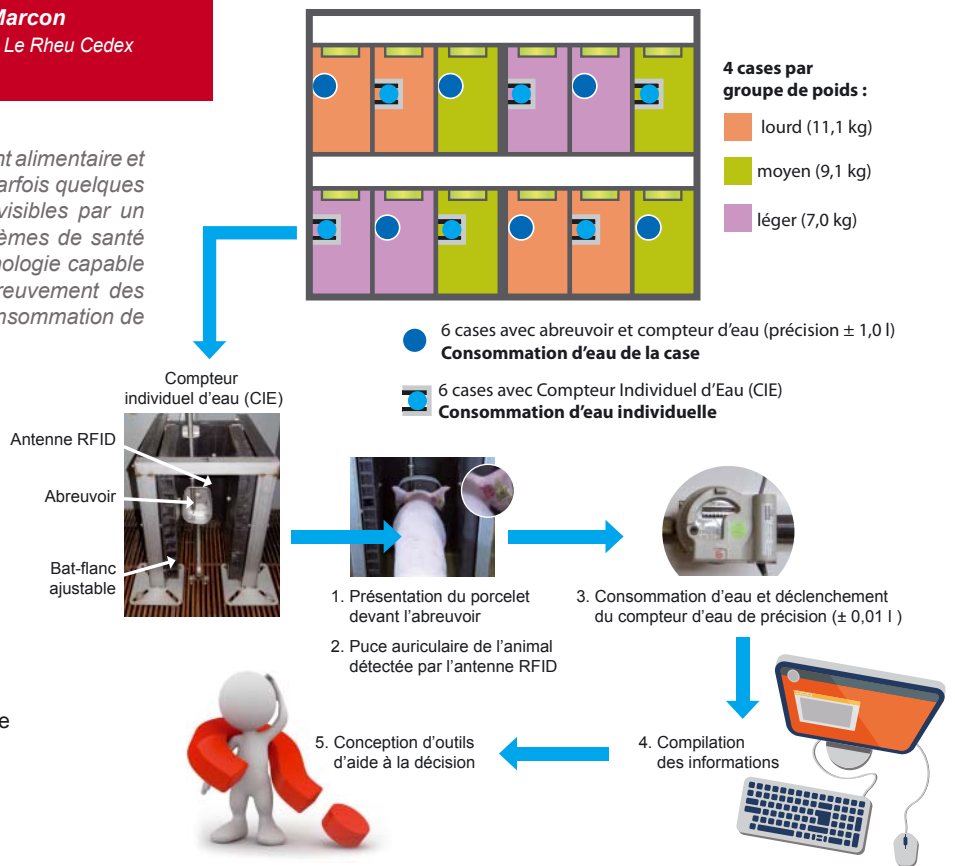 Marcon
Le Rheu Cedex
nt alimentaire et
arfois quelques
visibles par un
èmes de santé
nologie capable
reuvement des
nsommation de
4 cases par
groupe de poids :
lourd (11,1 kg)
moyen (9,1 kg)
léger (7,0 kg)
6 cases avec abreuvoir et compteur d'eau (précision ± 1,0 l)
Consommation d'eau de la case
6 cases avec Compteur Individuel d'Eau (CIE)
Consommation d'eau individuelle
Compteur
individuel d'eau (CIE)
Antenne RFID
Abreuvoir
Bat-flanc
ajustable
1. Présentation du porcelet
devant l'abreuvoir
2. Puce auriculaire de l'animal
détectée par l'antenne RFID
3. Consommation d'eau et déclenchement
du compteur d'eau de précision (± 0,01 l )
4. Compilation
des informations
5. Conception d'outils
d'aide à la décision
e